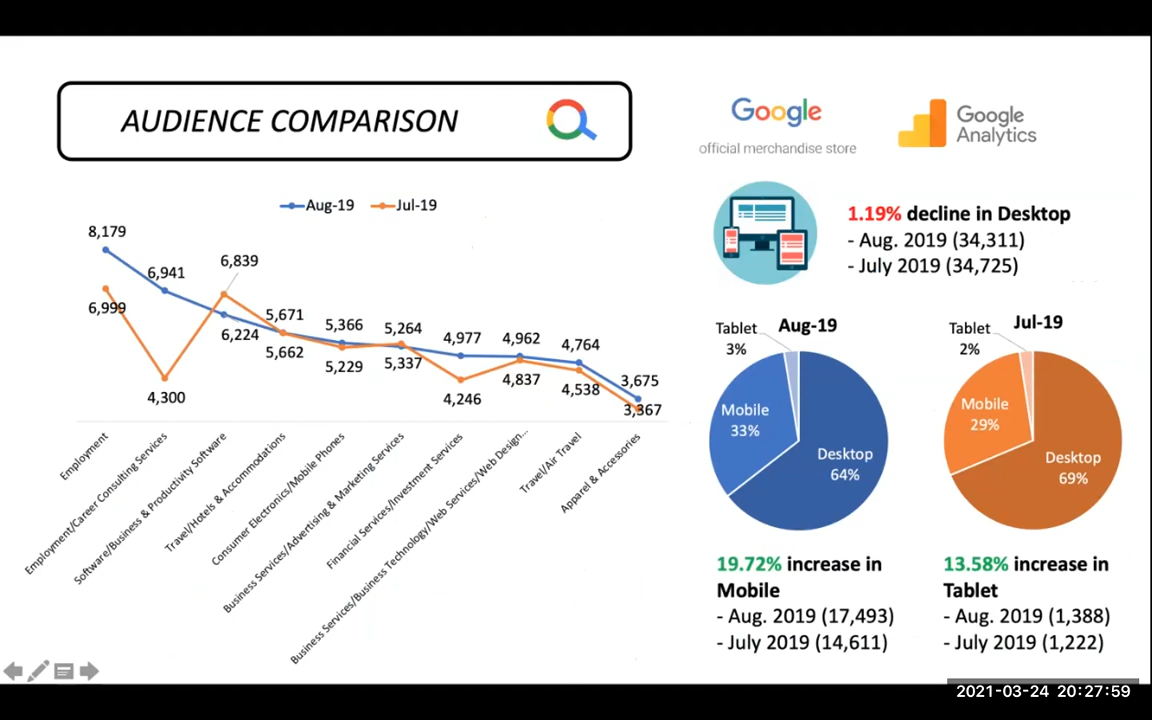 AUDIENCE COMPARISON
Google
official merchandise store
Google
Analytics
1.19% decline in Desktop
- Aug. 2019 (34,311)
- July 2019 (34,725)
Aug-19
Jul-19
8,179
6,941
6,839
6,999
6,224
5,671
5,662
5,366
5,229
5,264
5,337
4,977
4,962
4,764
4,300
4,246
4,837
4,538
3,675
3,367
Employment
Employment/Career Consulting Services
Software/Business & Productivity Software
Travel/Hotels & Accommodations
Consumer Electronics/Mobile Phones
Business Services/Advertising & Marketing Services
Financial Services/Investment Services
Business Services/Business Technology/Web Services/Web Design...
Travel/Air Travel
Apparel & Accessories
Aug-19
Tablet
3%
Mobile
33%
Desktop
64%
Jul-19
Tablet
2%
Mobile
29%
Desktop
69%
19.72% increase in
Mobile
- Aug. 2019 (17,493)
- July 2019 (14,611)
13.58% increase in
Tablet
- Aug. 2019 (1,388)
- July 2019 (1,222)
2021-03-24 20:27:59